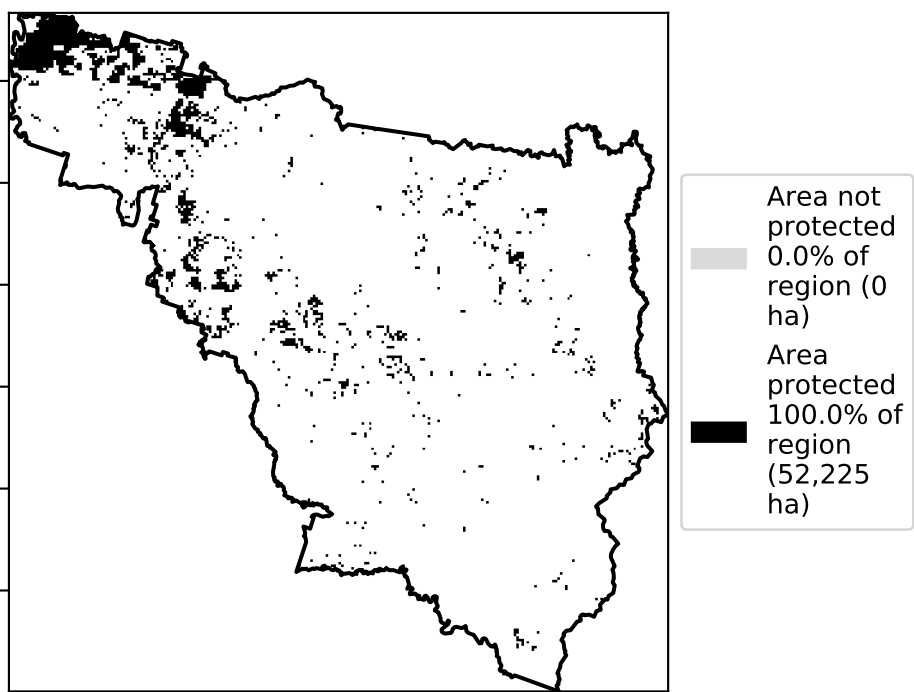 Area not
protected
0.0% of
region (0
ha)
Area
protected
100.0% of
region
(52,225
ha)